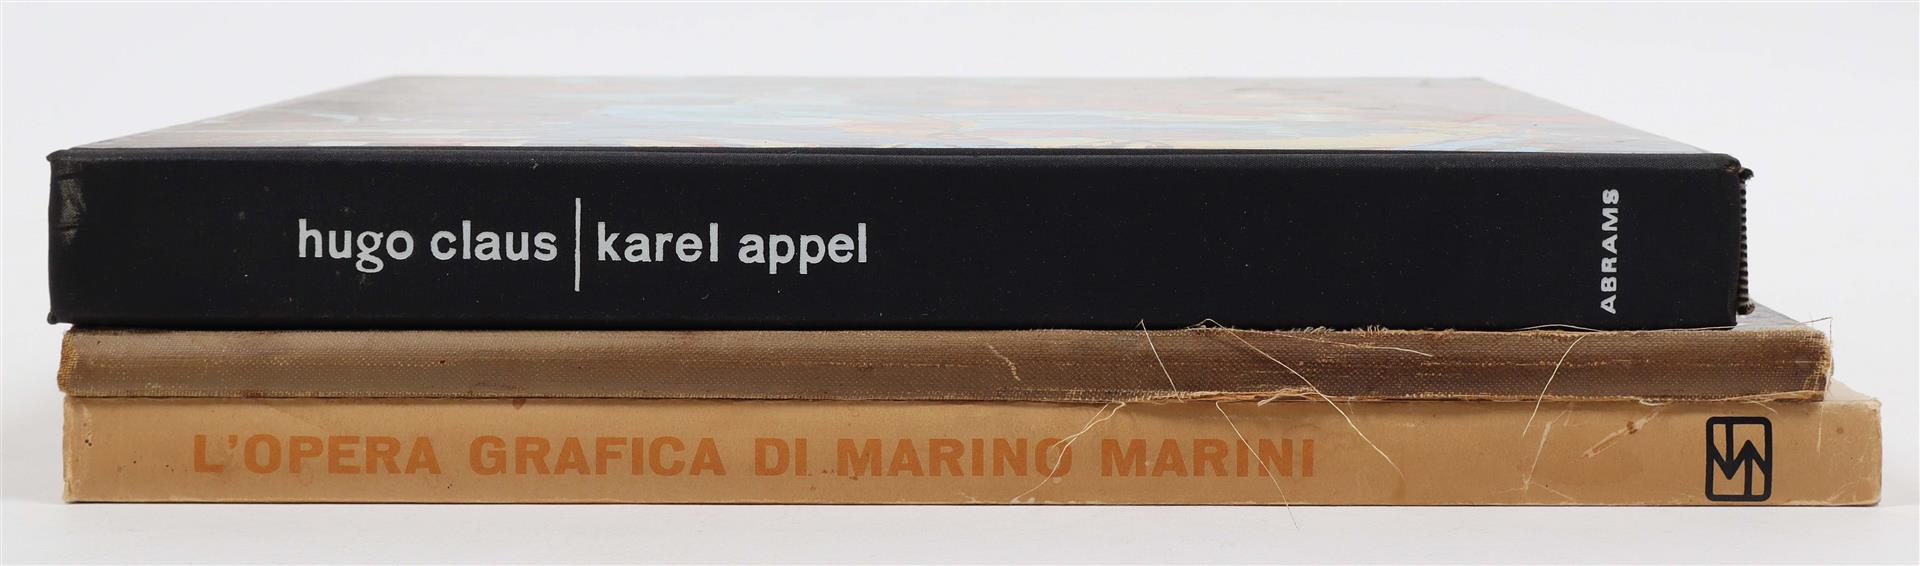 hugo claus | karel appel
ABRAMS
L'OPERA GRAFICA DI MARINO MARINI